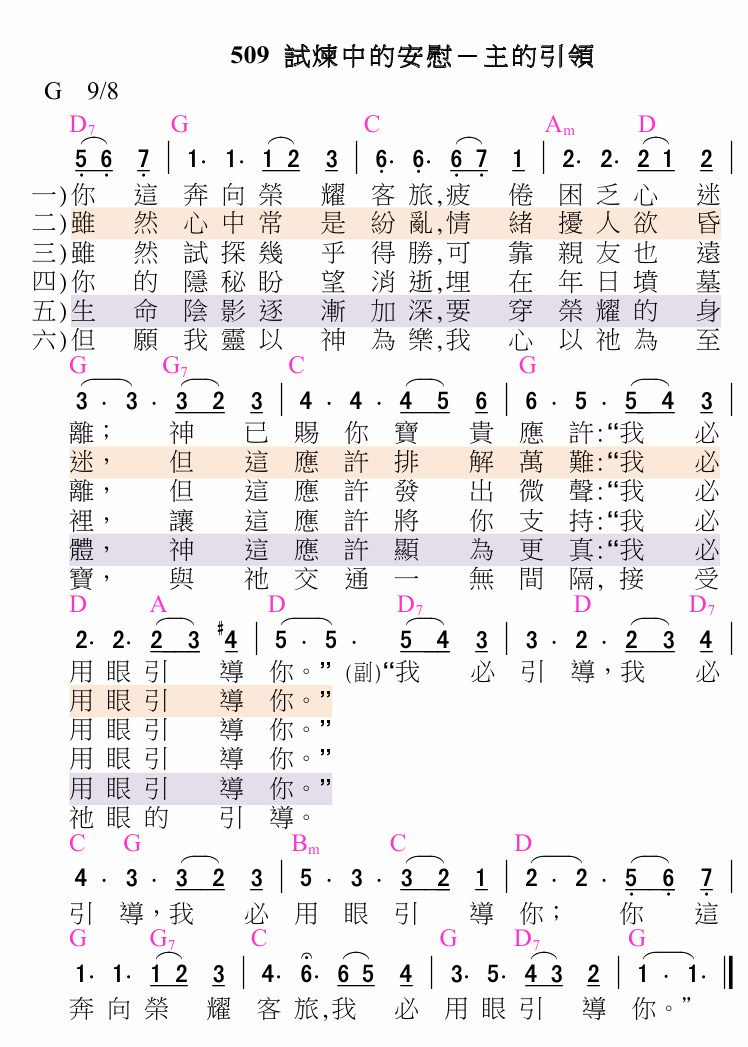 509 試煉中的安慰－主的引領
G 9/8
D7 G C Am D
5 6 7 | 1· 1· 1 2 3 | 6· 6· 6 7 1 | 2· 2· 2 1 2 |
一)你 這 奔 向 榮 耀 客 旅,疲 倦 困 乏 心 迷
二)雖 然 心 中 常 是 紛 亂,情 緒 擾 人 欲 昏
三)雖 然 試 探 幾 乎 得 勝,可 靠 親 友 也 遠
四)你 的 隱 秘 盼 望 消 逝,埋 在 年 日 墳 墓
五)生 命 陰 影 逐 漸 加 深,要 穿 榮 耀 的 身
六)但 願 我 靈 以 神 為 樂,我 心 以 祂 為 至
G G7 C G
3 · 3 · 3 2 3 | 4 · 4 · 4 5 6 | 6 · 5 · 5 4 3 |
離； 神 已 賜 你 寶 貴 應 許:“我 必
迷， 但 這 應 許 排 解 萬 難:“我 必
離， 但 這 應 許 發 出 微 聲:“我 必
裡， 讓 這 應 許 將 你 支 持:“我 必
體， 神 這 應 許 顯 為 更 真:“我 必
寶， 與 祂 交 通 一 無 間 隔, 接 受
D A D D7 D D7
2· 2· 2 3 #4 | 5 · 5 · 5 4 3 | 3 · 2 · 2 3 4 |
用 眼 引 導 你。” (副)“我 必 引 導，我 必
用 眼 引 導 你。”
用 眼 引 導 你。”
用 眼 引 導 你。”
用 眼 引 導 你。”
祂 眼 的 引 導。
C G Bm C D
4 · 3 · 3 2 3 | 5 · 3 · 3 2 1 | 2 · 2 · 5 6 7 |
引 導，我 必 用 眼 引 導 你； 你 這
G G7 C G D7 G
1· 1· 1 2 3 | 4· 6· 6 5 4 | 3· 5· 4 3 2 | 1 · 1· ‖
奔 向 榮 耀 客 旅,我 必 用 眼 引 導 你。”